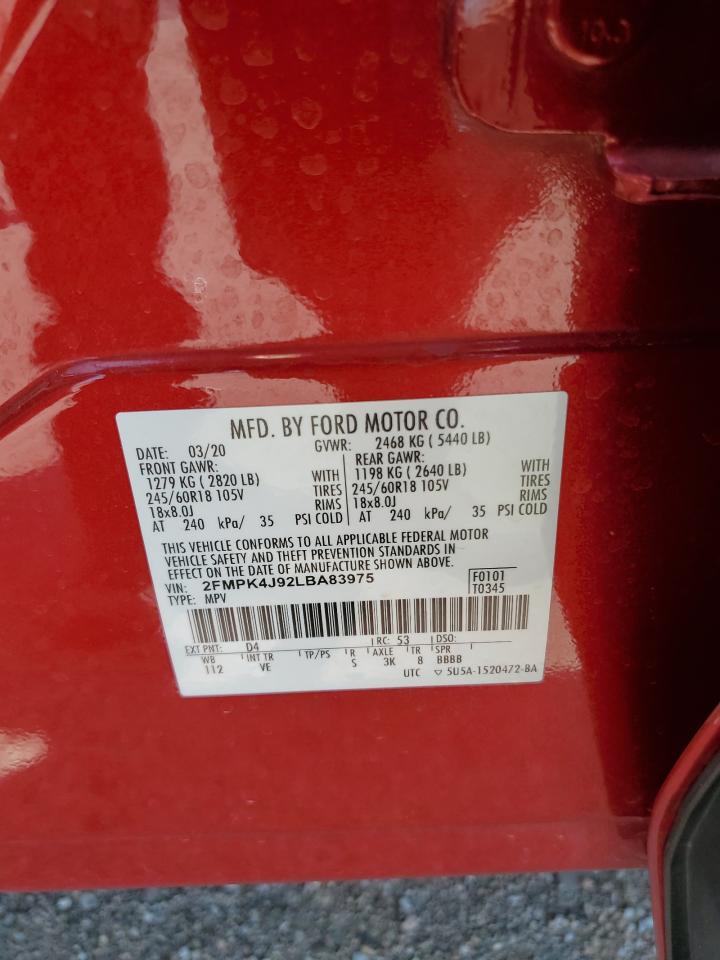 10.0
MFD. BY FORD MOTOR CO.
DATE: 03/20 GVWR: 2468 KG ( 5440 LB)
FRONT GAWR: REAR GAWR:
1279 KG ( 2820 LB) WITH 1198 KG ( 2640 LB) WITH
245/60R18 105V TIRES 245/60R18 105V TIRES
18x8.0J RIMS 18x8.0J RIMS
AT 240 kPa/ 35 PSI COLD AT 240 kPa/ 35 PSI COLD
THIS VEHICLE CONFORMS TO ALL APPLICABLE FEDERAL MOTOR
VEHICLE SAFETY AND THEFT PREVENTION STANDARDS IN
EFFECT ON THE DATE OF MANUFACTURE SHOWN ABOVE.
VIN: 2FMPK4J92LBA83975 F0101
TYPE: MPV T0345
EXT PNT: D4 RC: 53 DSO:
WB INT TR TP/PS R AXLE TR SPR
112 VE S 3K 8 BBBB
UTC ▽ 5U5A-1520472-BA